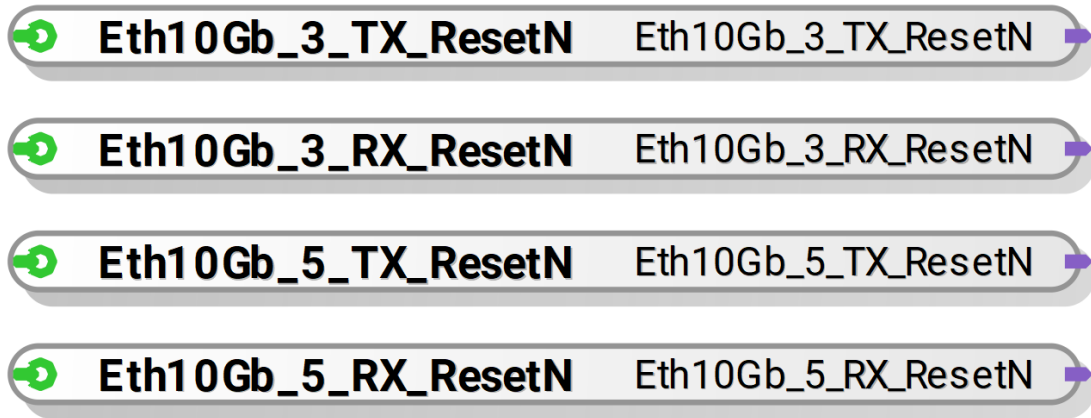 Eth10Gb_3_TX_ResetN Eth10Gb_3_TX_ResetN
Eth10Gb_3_RX_ResetN Eth10Gb_3_RX_ResetN
Eth10Gb_5_TX_ResetN Eth10Gb_5_TX_ResetN
Eth10Gb_5_RX_ResetN Eth10Gb_5_RX_ResetN